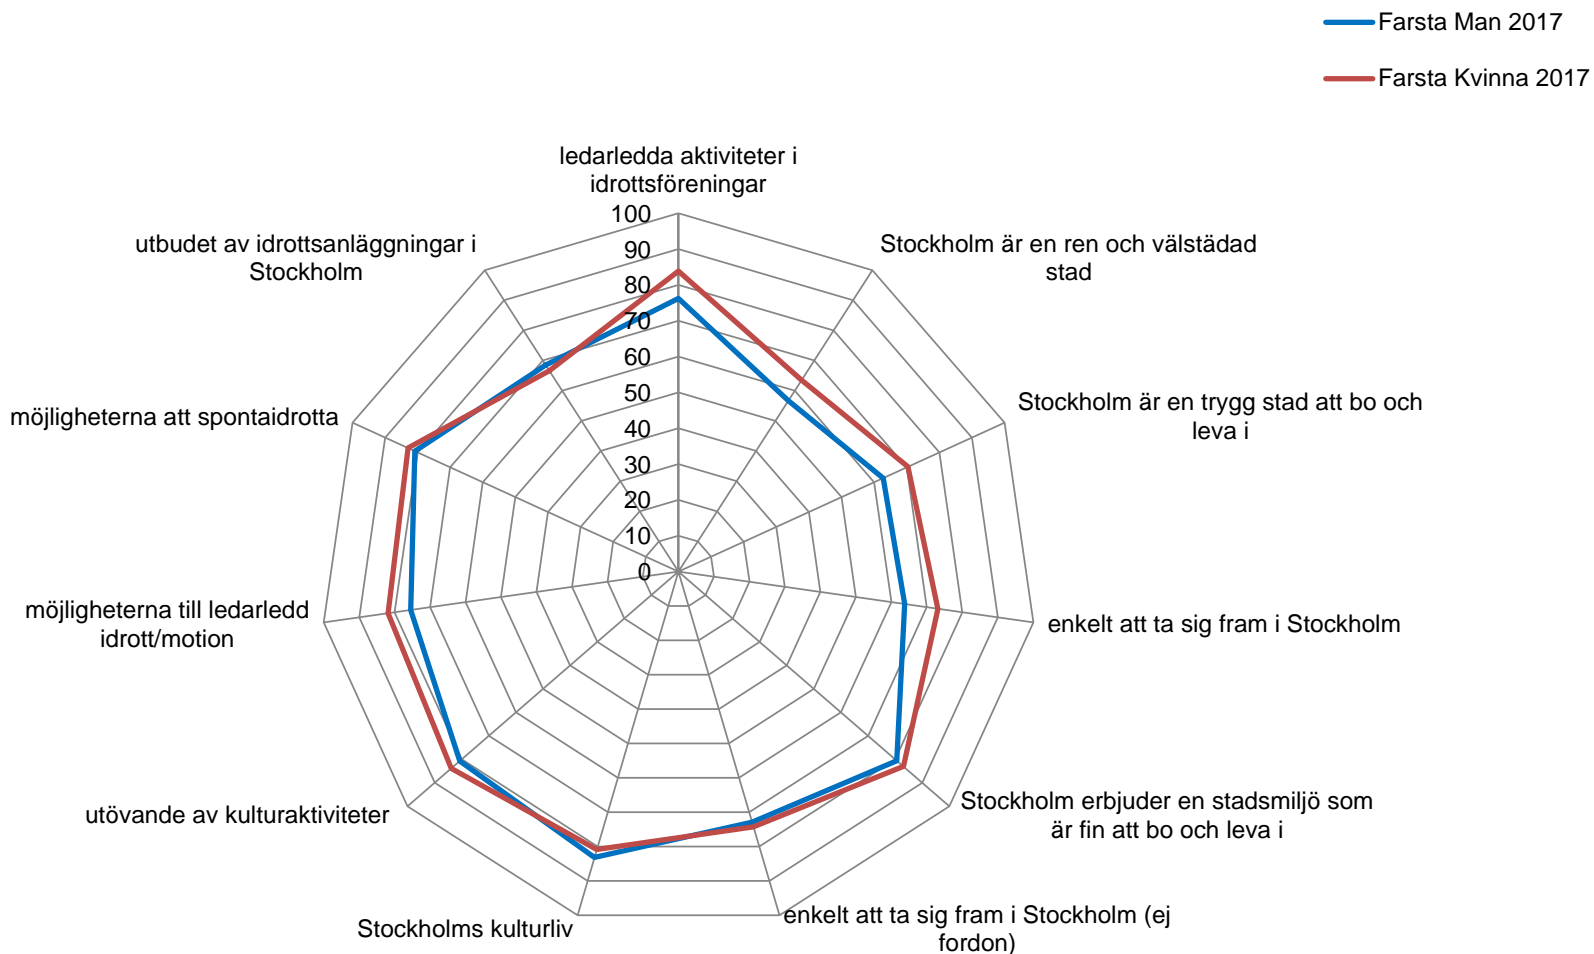 Farsta Man 2017
Farsta Kvinna 2017
ledarledda aktiviteter i
idrottsföreningar
Stockholm är en ren och välstädad
stad
Stockholm är en trygg stad att bo och
leva i
enkelt att ta sig fram i Stockholm
Stockholm erbjuder en stadsmiljö som
är fin att bo och leva i
enkelt att ta sig fram i Stockholm (ej
fordon)
Stockholms kulturliv
utövande av kulturaktiviteter
möjligheterna till ledarledd
idrott/motion
möjligheterna att spontaidrotta
utbudet av idrottsanläggningar i
Stockholm
100
90
80
70
60
50
40
30
20
10
0